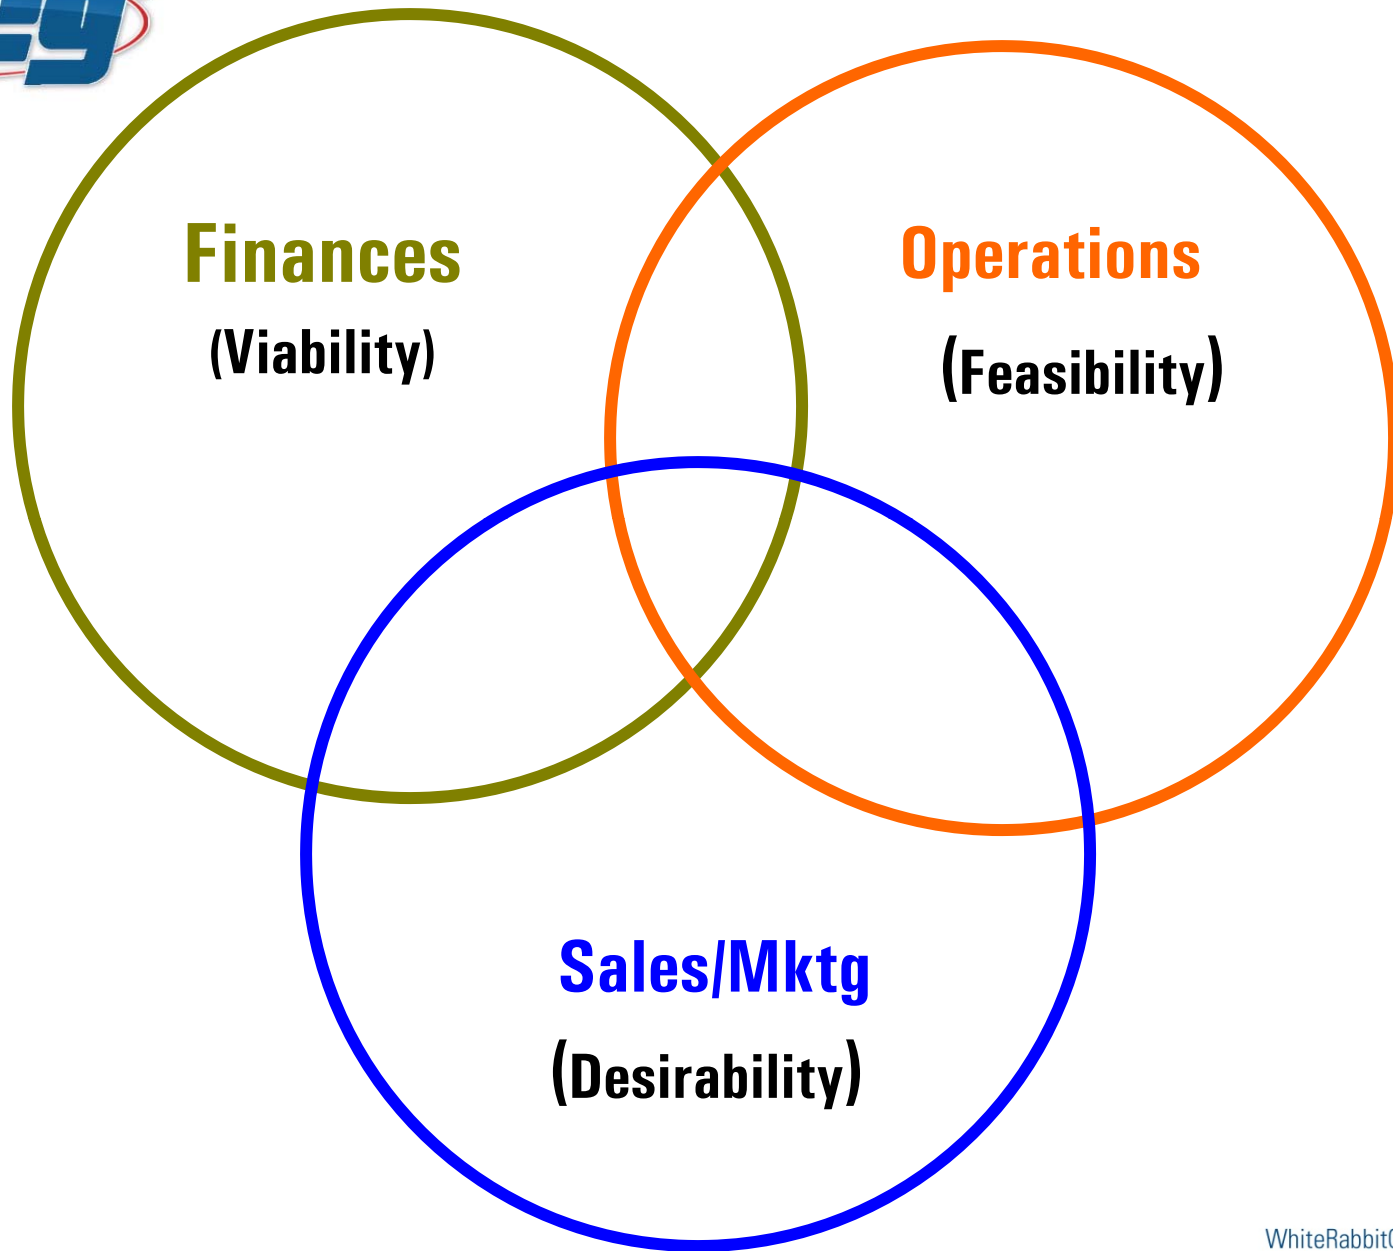 Finances
(Viability)
Operations
(Feasibility)
Sales/Mktg
(Desirability)